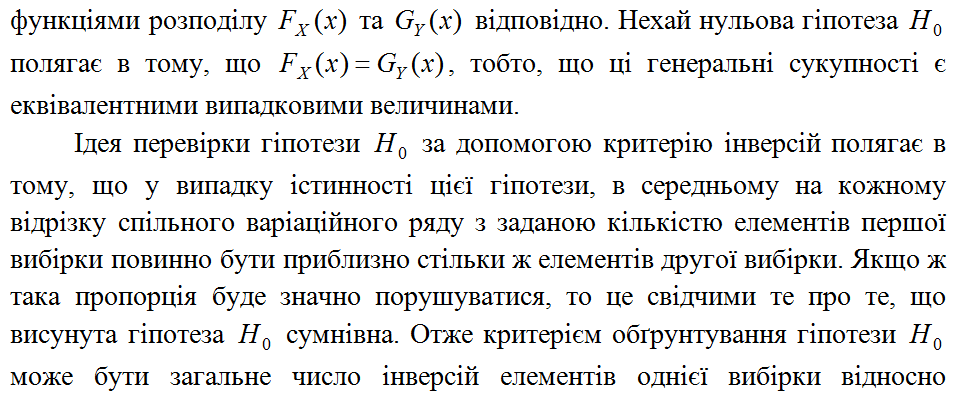 функціями розподілу F_X(x) та G_Y(x) відповідно. Нехай нульова гіпотеза H_0
полягає в тому, що F_X(x) = G_Y(x), тобто, що ці генеральні сукупності є
еквівалентними випадковими величинами.
Ідея перевірки гіпотези H_0 за допомогою критерію інверсій полягає в
тому, що у випадку істинності цієї гіпотези, в середньому на кожному
відрізку спільного варіаційного ряду з заданою кількістю елементів першої
вибірки повинно бути приблизно стільки ж елементів другої вибірки. Якщо ж
така пропорція буде значно порушуватися, то це свідчими те про те, що
висунута гіпотеза H_0 сумнівна. Отже критерієм обґрунтування гіпотези H_0
може бути загальне число інверсій елементів однієї вибірки відносно